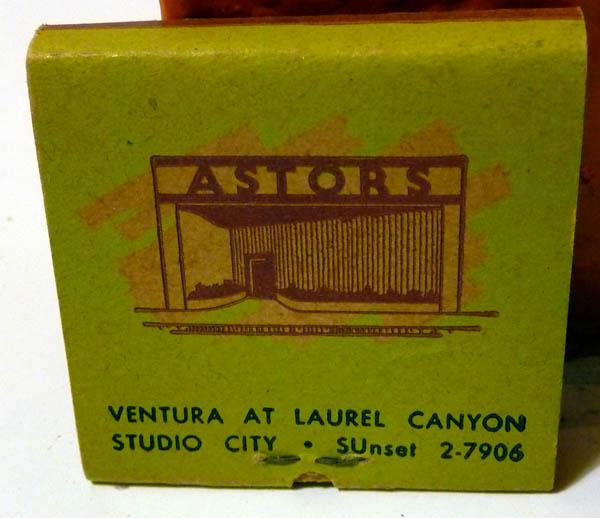 ASTORS
VENTURA AT LAUREL CANYON
STUDIO CITY • SUnset 2-7906